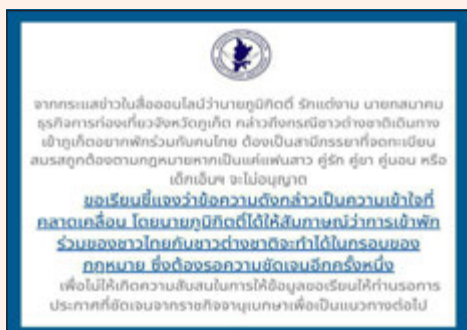 จากกระแสข่าวในสื่อออนไลน์ว่านายภูมิกิตติ์ รักแต่งาม นายกสมาคม
ธุรกิจการท่องเที่ยวจังหวัดภูเก็ต กล่าวถึงกรณีชาวต่างชาติเดินทาง
เข้าภูเก็ตอยากพักร่วมกับคนไทย ต้องเป็นสามีภรรยาที่จดทะเบียน
สมรสถูกต้องตามกฎหมายหากเป็นแค่แฟนสาว คู่รัก คู่ขา คู่นอน หรือ
เด็กเอ็นฯ จะไม่อนุญาต
ขอเรียนชี้แจงว่าข้อความดังกล่าวเป็นความเข้าใจที่
คลาดเคลื่อน โดยนายภูมิกิตติ์ได้ให้สัมภาษณ์ว่าการเข้าพัก
ร่วมของชาวไทยกับชาวต่างชาติจะทำได้ในกรอบของ
กฎหมาย ซึ่งต้องรอความชัดเจนอีกครั้งหนึ่ง
เพื่อไม่ให้เกิดความสับสนในการให้ข้อมูลขอเรียนให้ท่านรอการ
ประกาศที่ชัดเจนจากราชกิจจานุเบกษาเพื่อเป็นแนวทางต่อไป